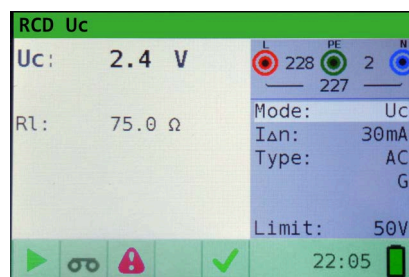 RCD Uc
Uc: 2.4 V
Rl: 75.0 Ω
L PE N
228 2
227
Mode: Uc
I∆n: 30mA
Type: AC
G
Limit: 50V
22:05